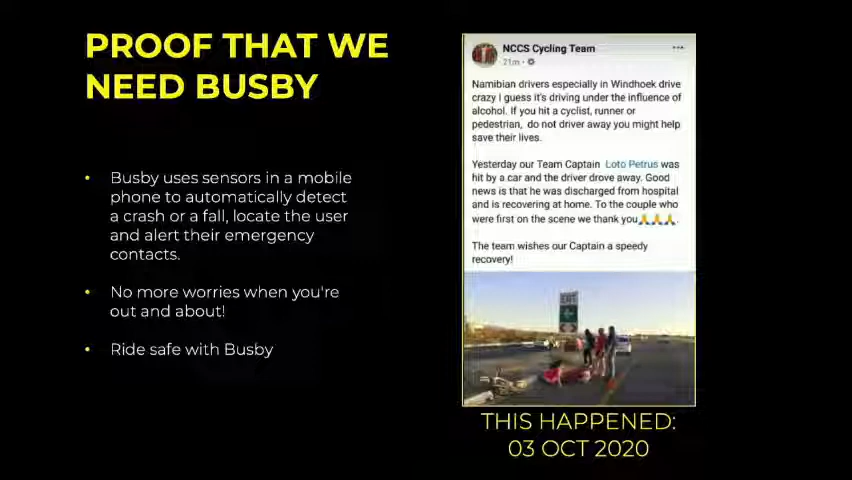 PROOF THAT WE
NEED BUSBY
• Busby uses sensors in a mobile
phone to automatically detect
a crash or a fall, locate the user
and alert their emergency
contacts.
• No more worries when you're
out and about!
• Ride safe with Busby
NCCS Cycling Team
21m ·
Namibian drivers especially in Windhoek drive
crazy I guess it's driving under the influence of
alcohol. If you hit a cyclist, runner or
pedestrian, do not driver away you might help
save their lives.
Yesterday our Team Captain Loto Petrus was
hit by a car and the driver drove away. Good
news is that he was discharged from hospital
and is recovering at home. To the couple who
were first on the scene we thank you🙏🙏🙏.
The team wishes our Captain a speedy
recovery!
EXIT
THIS HAPPENED:
03 OCT 2020